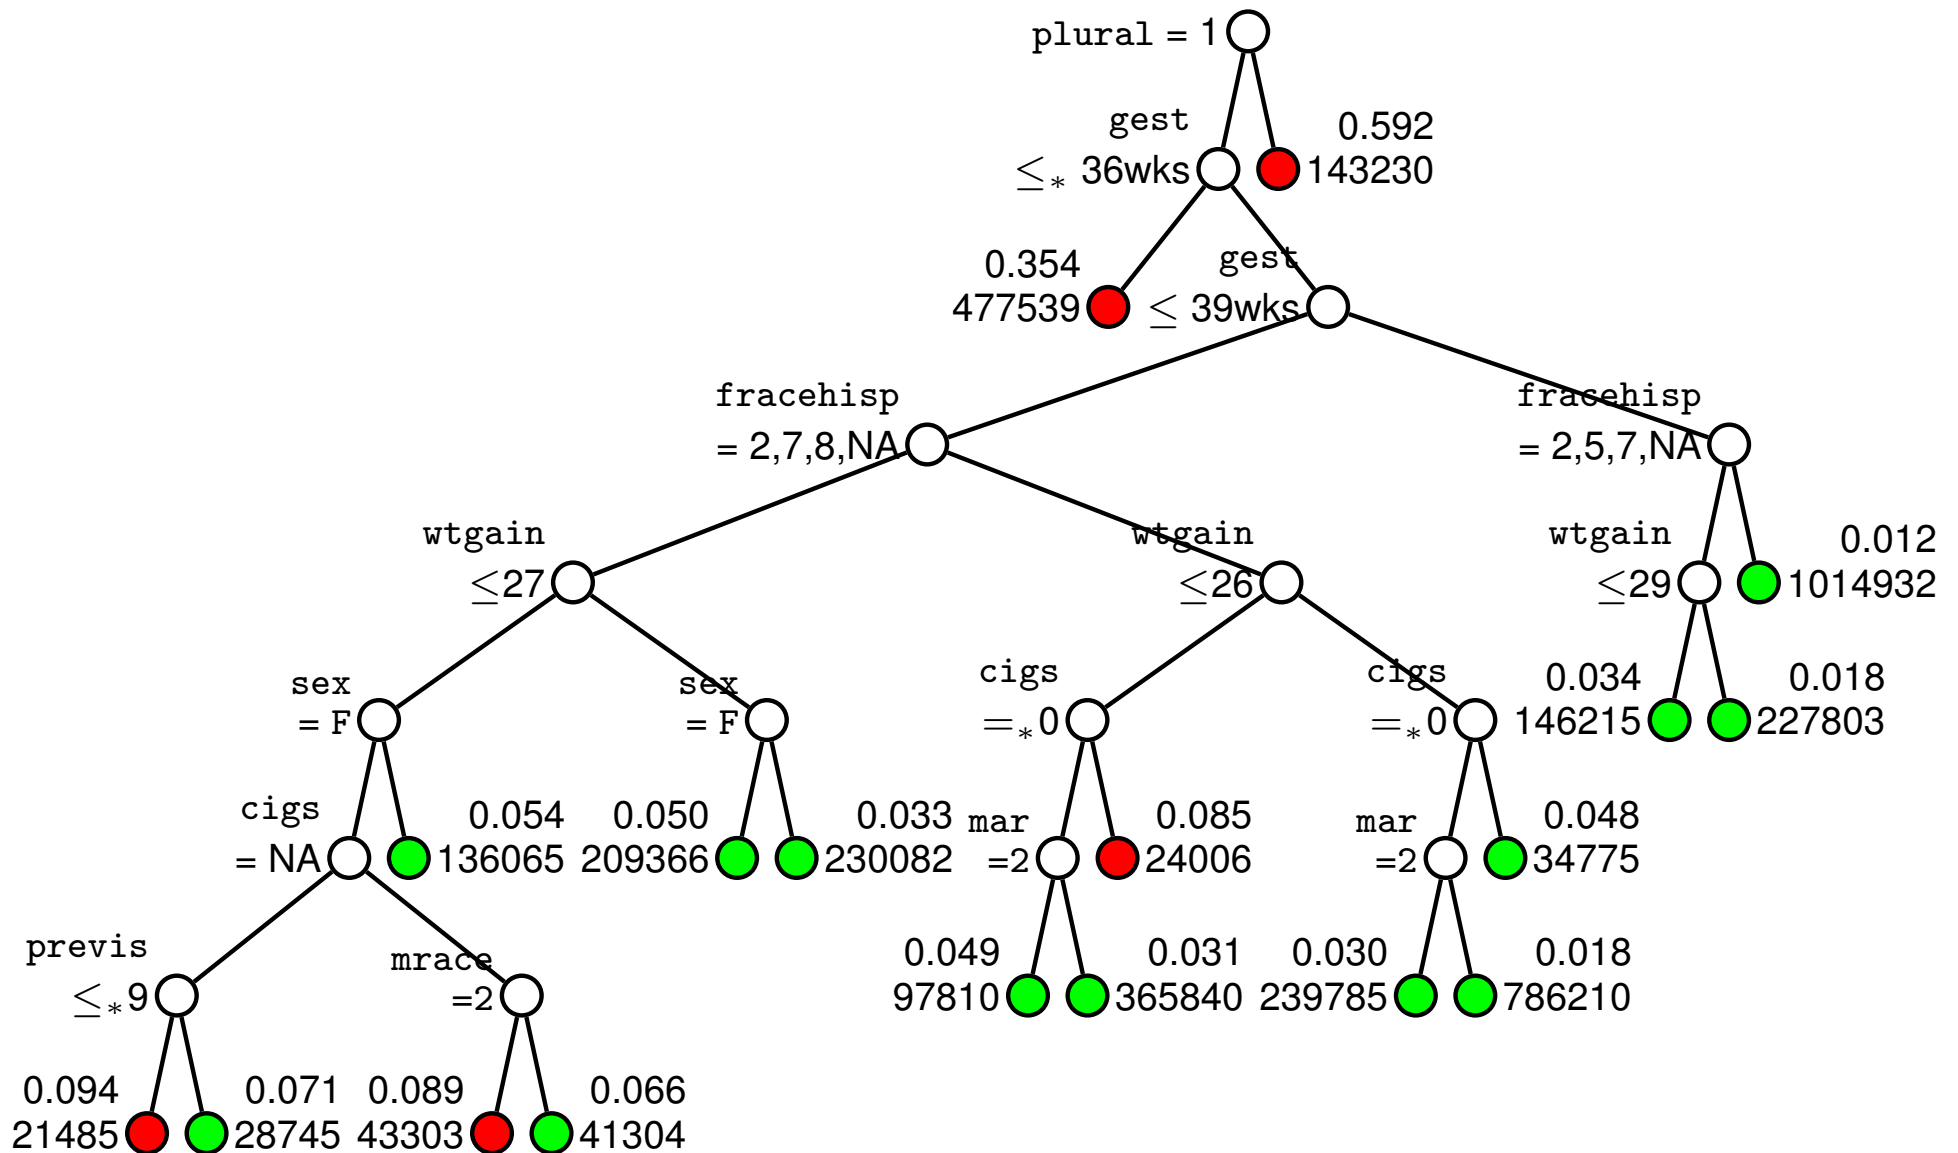 plural = 1
gest
≤* 36wks
0.592
143230
0.354
477539
gest
≤ 39wks
fracehisp
= 2,7,8,NA
fracehisp
= 2,5,7,NA
wtgain
≤27
wtgain
≤26
wtgain
≤29
0.012
1014932
sex
= F
sex
= F
cigs
=*0
cigs
=*0
0.034
146215
0.018
227803
cigs
= NA
0.054
136065
0.050
209366
0.033
230082
mar
=2
0.085
24006
mar
=2
0.048
34775
previs
≤*9
mrace
=2
0.049
97810
0.031
365840
0.030
239785
0.018
786210
0.094
21485
0.071
28745
0.089
43303
0.066
41304